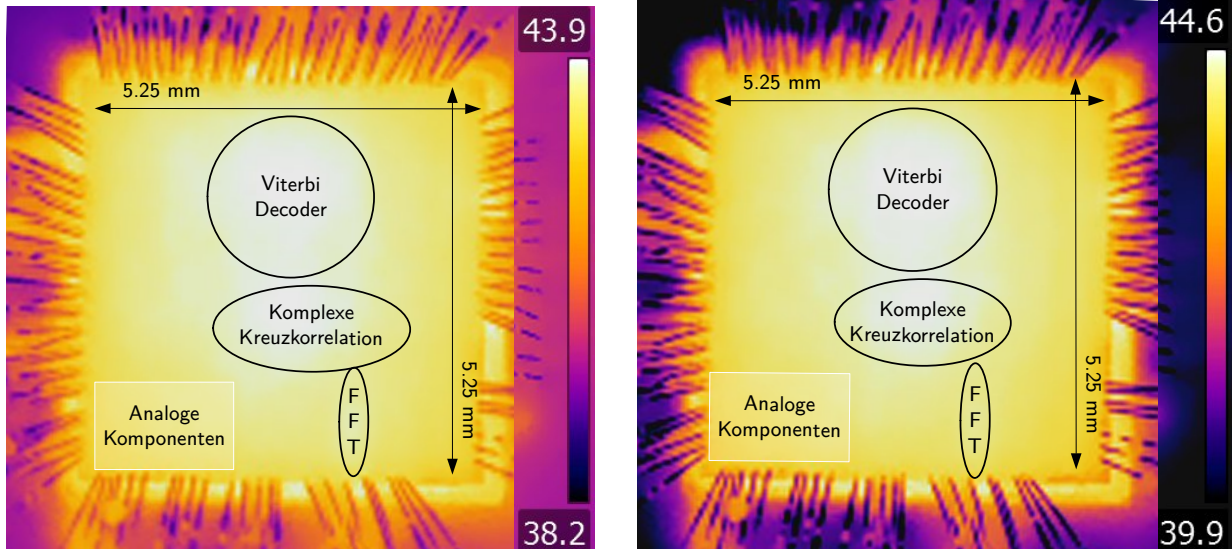 43.9
5.25 mm
Viterbi
Decoder
Komplexe
Kreuzkorrelation
5.25 mm
F
F
T
Analoge
Komponenten
38.2
44.6
5.25 mm
Viterbi
Decoder
Komplexe
Kreuzkorrelation
5.25 mm
F
F
T
Analoge
Komponenten
39.9